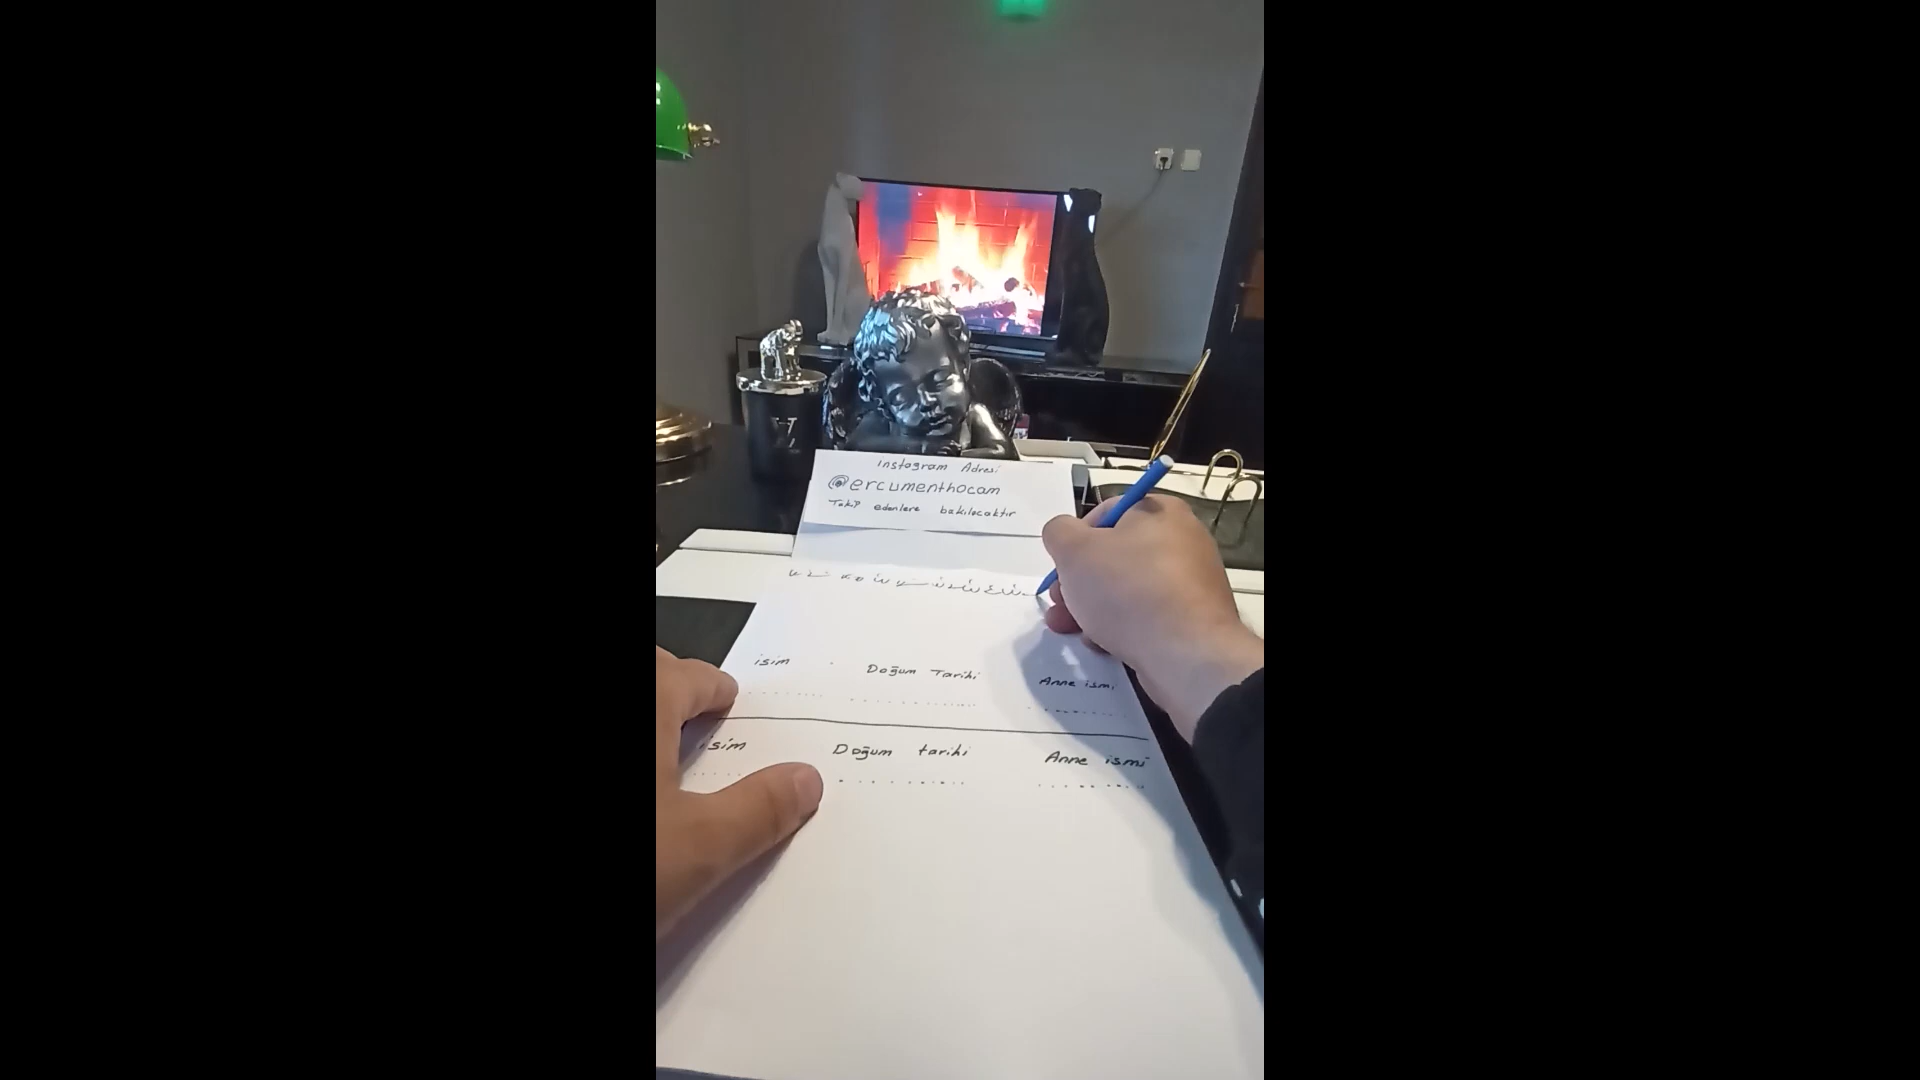 instagram Adresi
@ercumenthocam
Takip edenlere bakılacaktır
isim Doğum Tarihi Anne ismi
isim Doğum tarihi Anne ismi